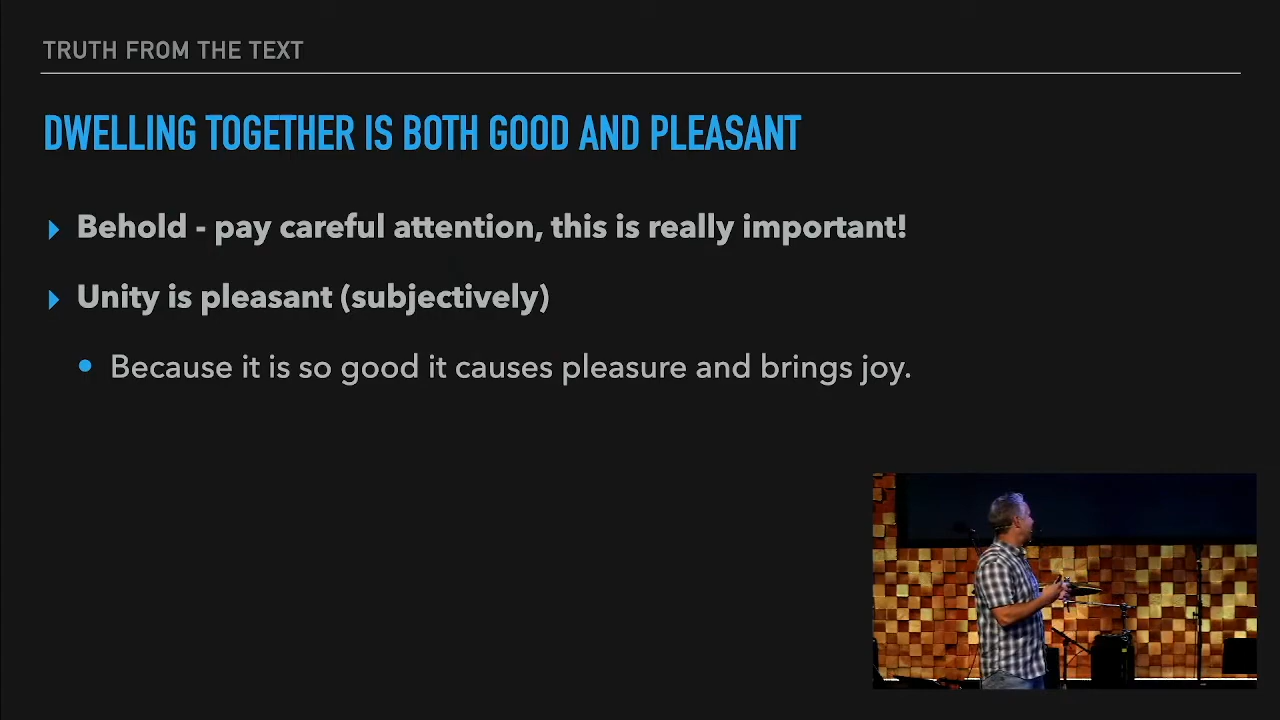 TRUTH FROM THE TEXT
DWELLING TOGETHER IS BOTH GOOD AND PLEASANT
Behold - pay careful attention, this is really important!
Unity is pleasant (subjectively)
Because it is so good it causes pleasure and brings joy.